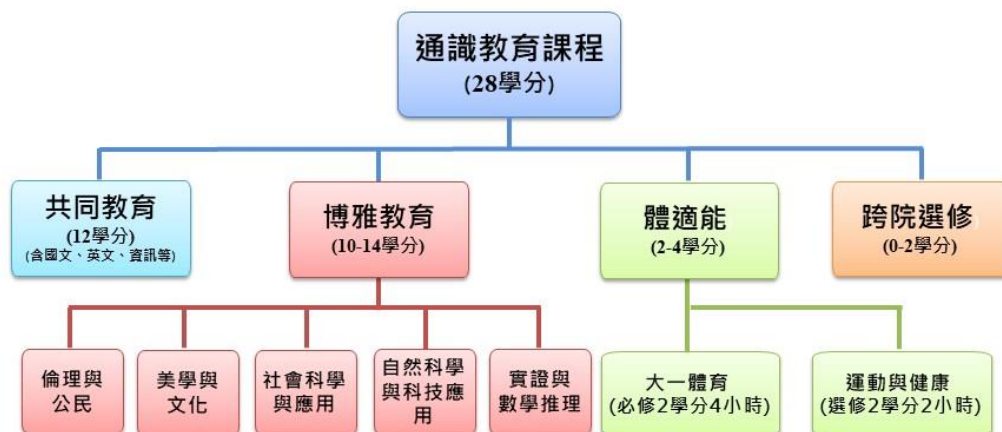 通識教育課程
(28學分)
共同教育
(12學分)
(含國文、英文、資訊等)
博雅教育
(10-14學分)
體適能
(2-4學分)
跨院選修
(0-2學分)
倫理與
公民
美學與
文化
社會科學
與應用
自然科學
與科技應
用
實證與
數學推理
大一體育
(必修2學分4小時)
運動與健康
(選修2學分2小時)